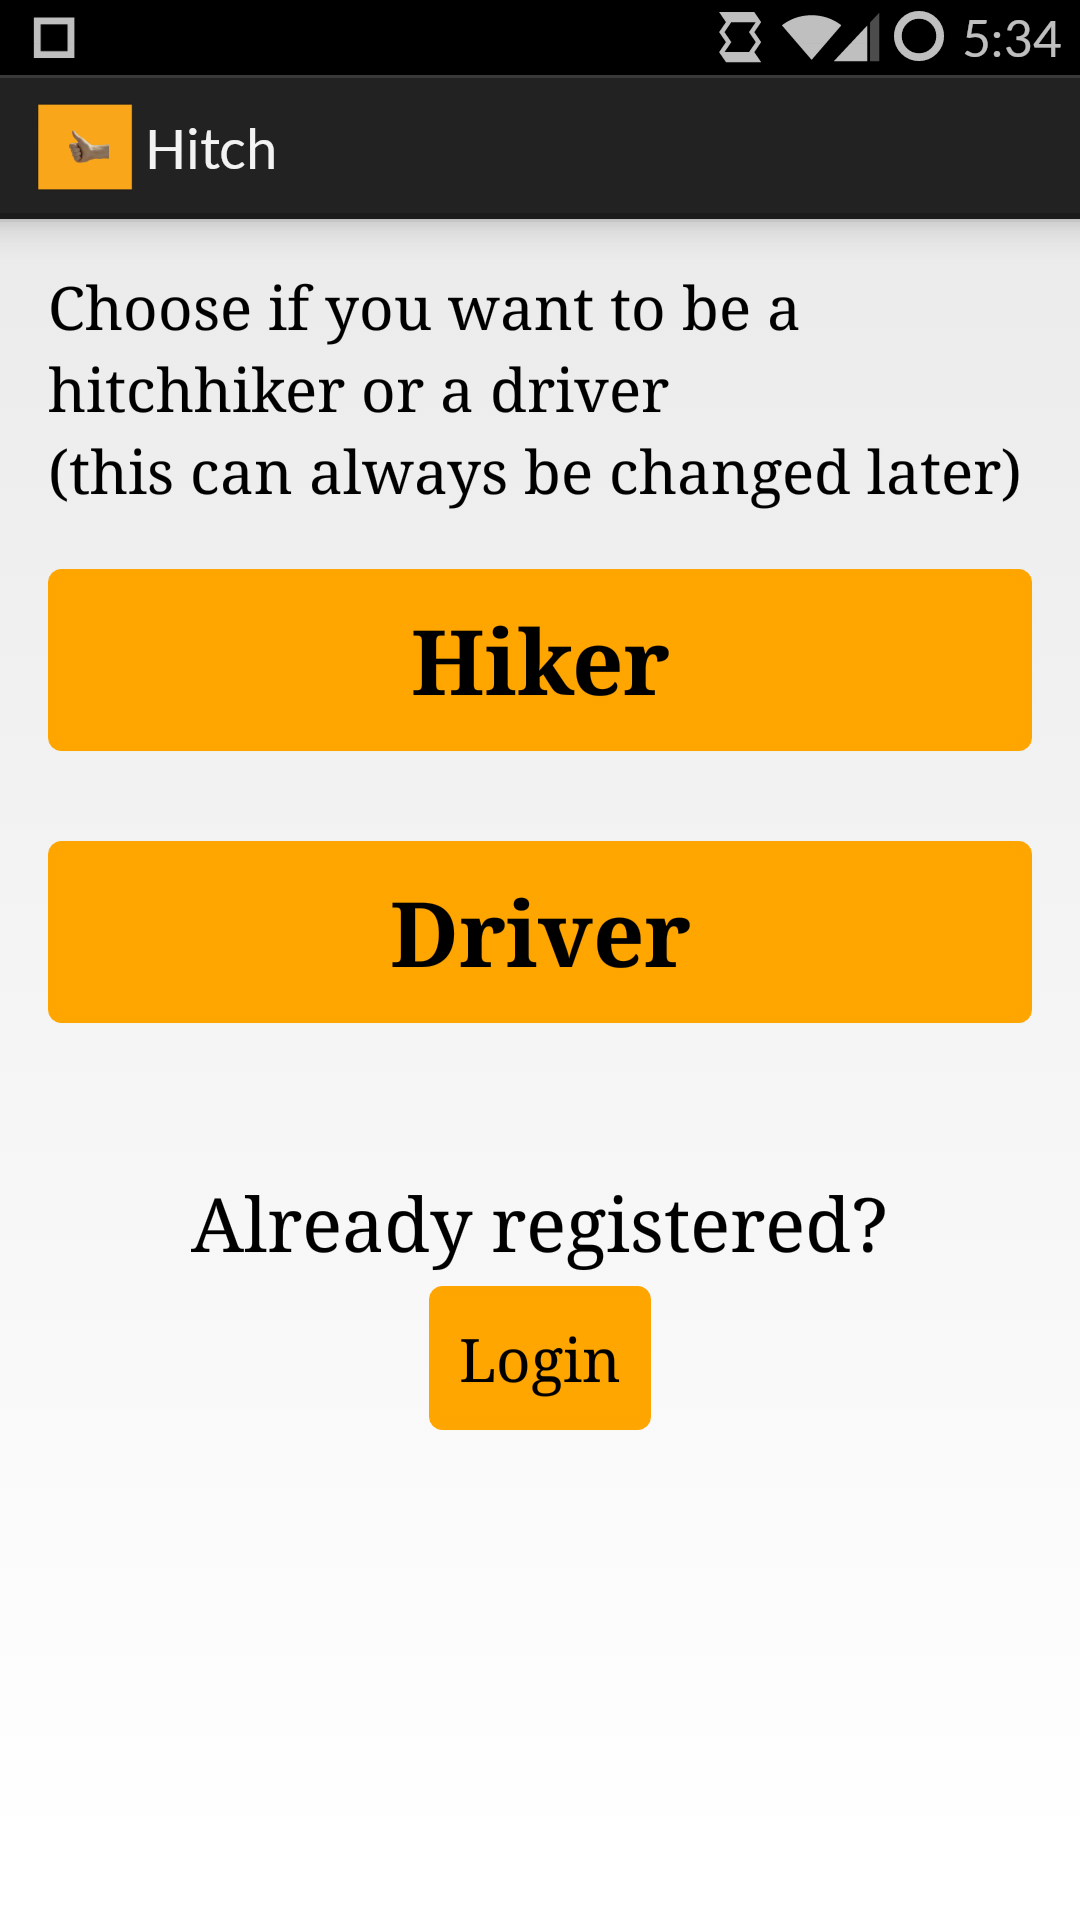 5:34
Hitch
Choose if you want to be a
hitchhiker or a driver
(this can always be changed later)
Hiker
Driver
Already registered?
Login